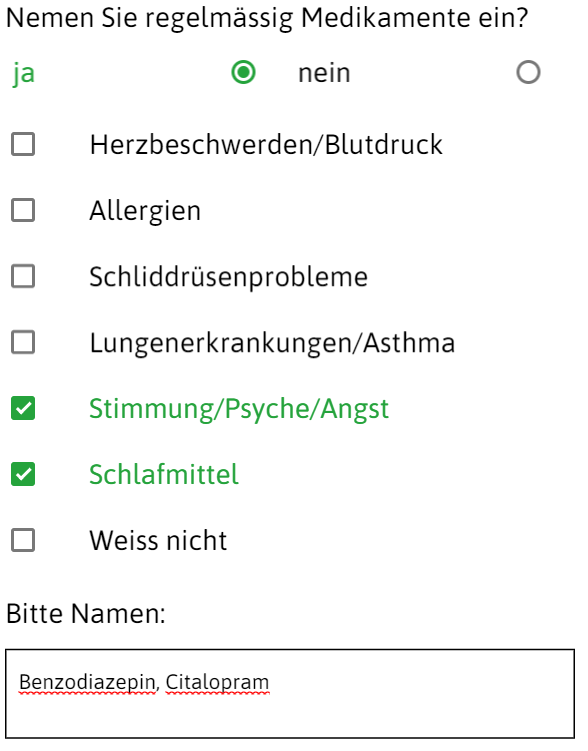 Nemen Sie regelmässig Medikamente ein?
ja nein
Herzbeschwerden/Blutdruck
Allergien
Schliddrüsenprobleme
Lungenerkrankungen/Asthma
Stimmung/Psyche/Angst
Schlafmittel
Weiss nicht
Bitte Namen:
Benzodiazepin, Citalopram